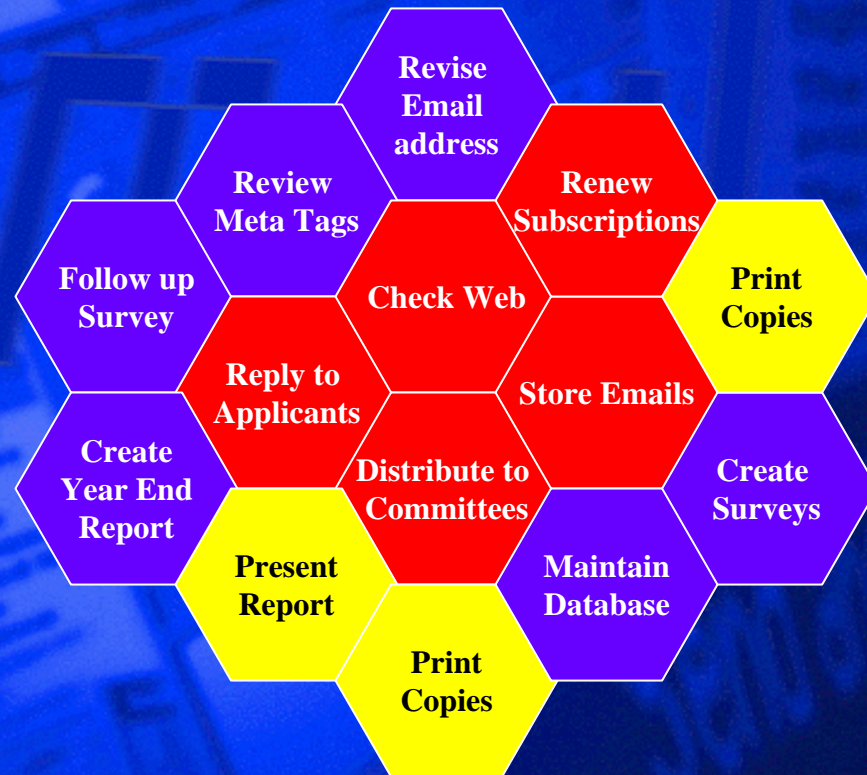 Revise
Email
address
Review
Meta Tags
Renew
Subscriptions
Follow up
Survey
Check Web
Print
Copies
Reply to
Applicants
Store Emails
Create
Year End
Report
Distribute to
Committees
Create
Surveys
Present
Report
Maintain
Database
Print
Copies